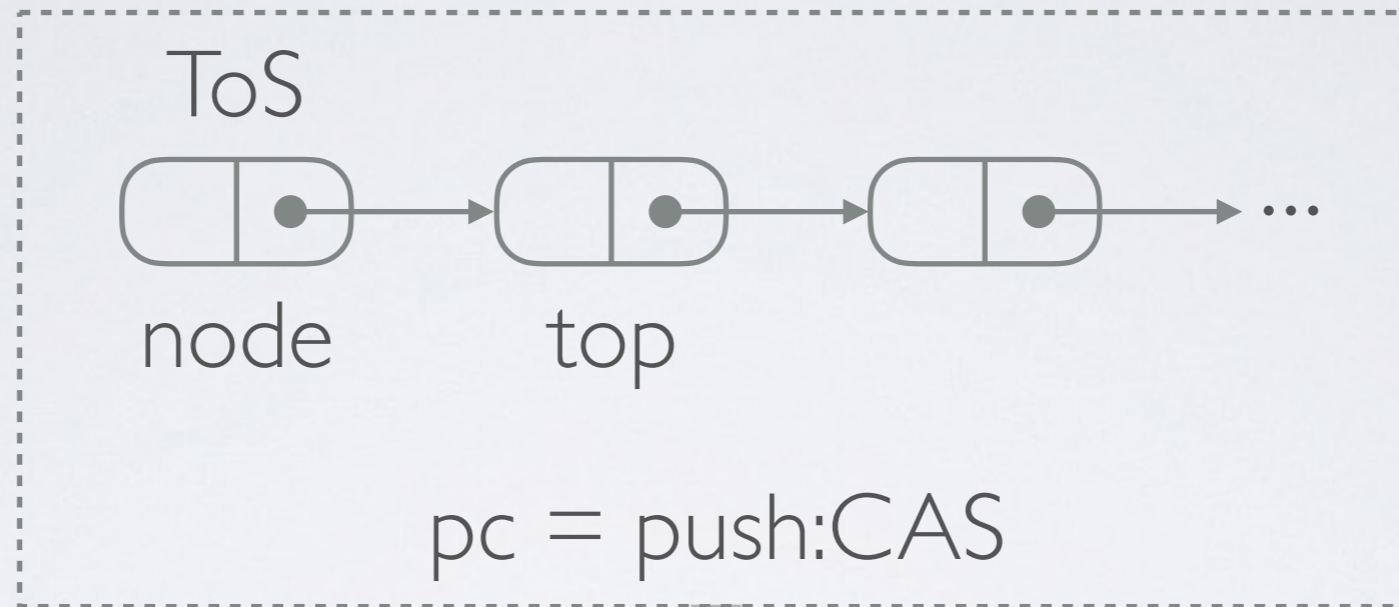 ToS
...
node top
pc = push:CAS